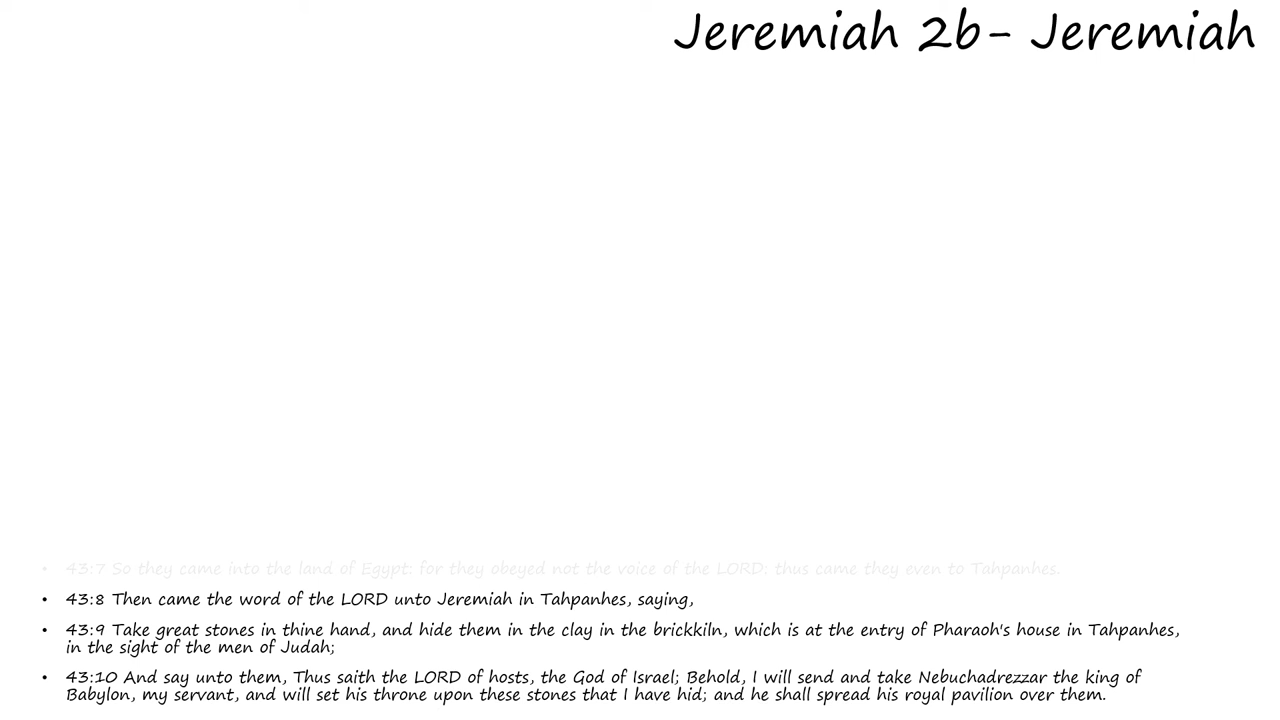 Jeremiah 2b- Jeremiah
• 43:7 So they came into the land of Egypt: for they obeyed not the voice of the LORD: thus came they even to Tahpanhes.
• 43:8 Then came the word of the LORD unto Jeremiah in Tahpanhes, saying,
• 43:9 Take great stones in thine hand, and hide them in the clay in the brickkiln, which is at the entry of Pharaoh's house in Tahpanhes,
in the sight of the men of Judah;
• 43:10 And say unto them, Thus saith the LORD of hosts, the God of Israel; Behold, I will send and take Nebuchadrezzar the king of
Babylon, my servant, and will set his throne upon these stones that I have hid; and he shall spread his royal pavilion over them.